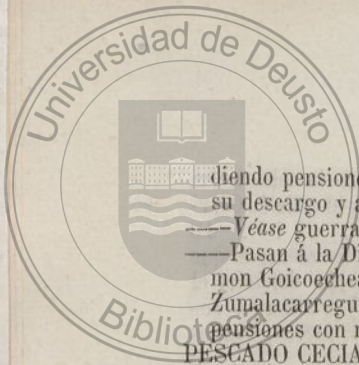 Universidad de Deusto
diendo pensione
su descargo y a
—Véase guerra
—Pasan á la Di
mon Goicoechea
Zumalacarregu
pensiones con
PESCADO CECIA
Biblioteca